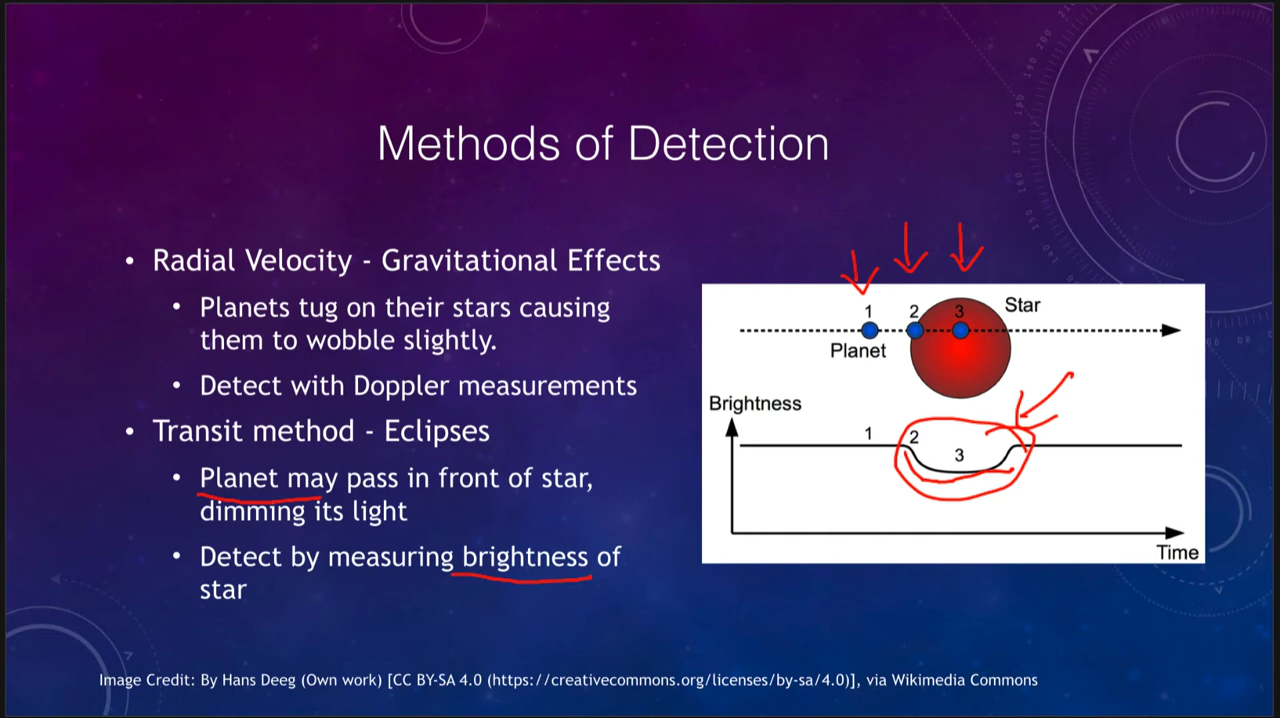 Methods of Detection
• Radial Velocity - Gravitational Effects
• Planets tug on their stars causing
them to wobble slightly.
• Detect with Doppler measurements
• Transit method - Eclipses
• Planet may pass in front of star,
dimming its light
• Detect by measuring brightness of
star
1 2 3 Star
Planet
Brightness
1 2
3
Time
Image Credit: By Hans Deeg (Own work) [CC BY-SA 4.0 (https://creativecommons.org/licenses/by-sa/4.0)], via Wikimedia Commons